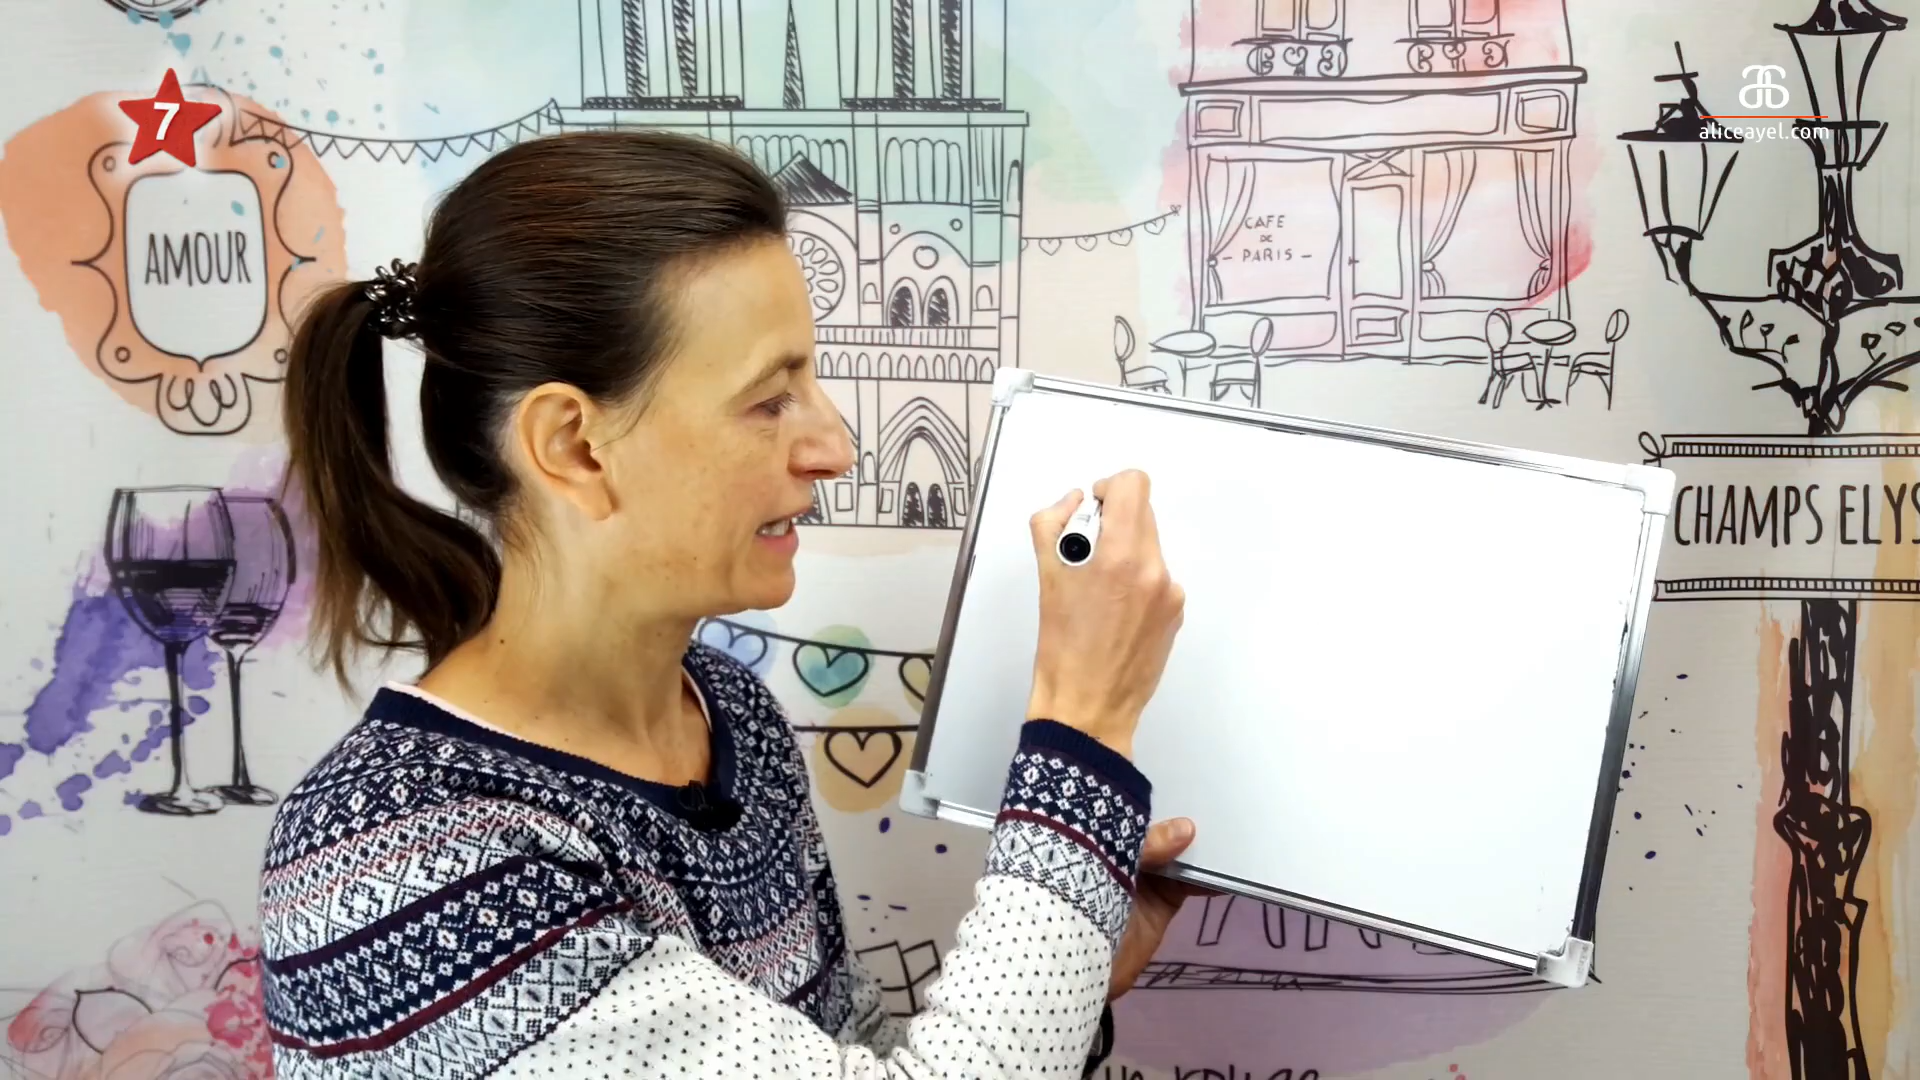 7
aliceayel.com
AMOUR
CAFE
DE
- PARIS -
CHAMPS ELYS